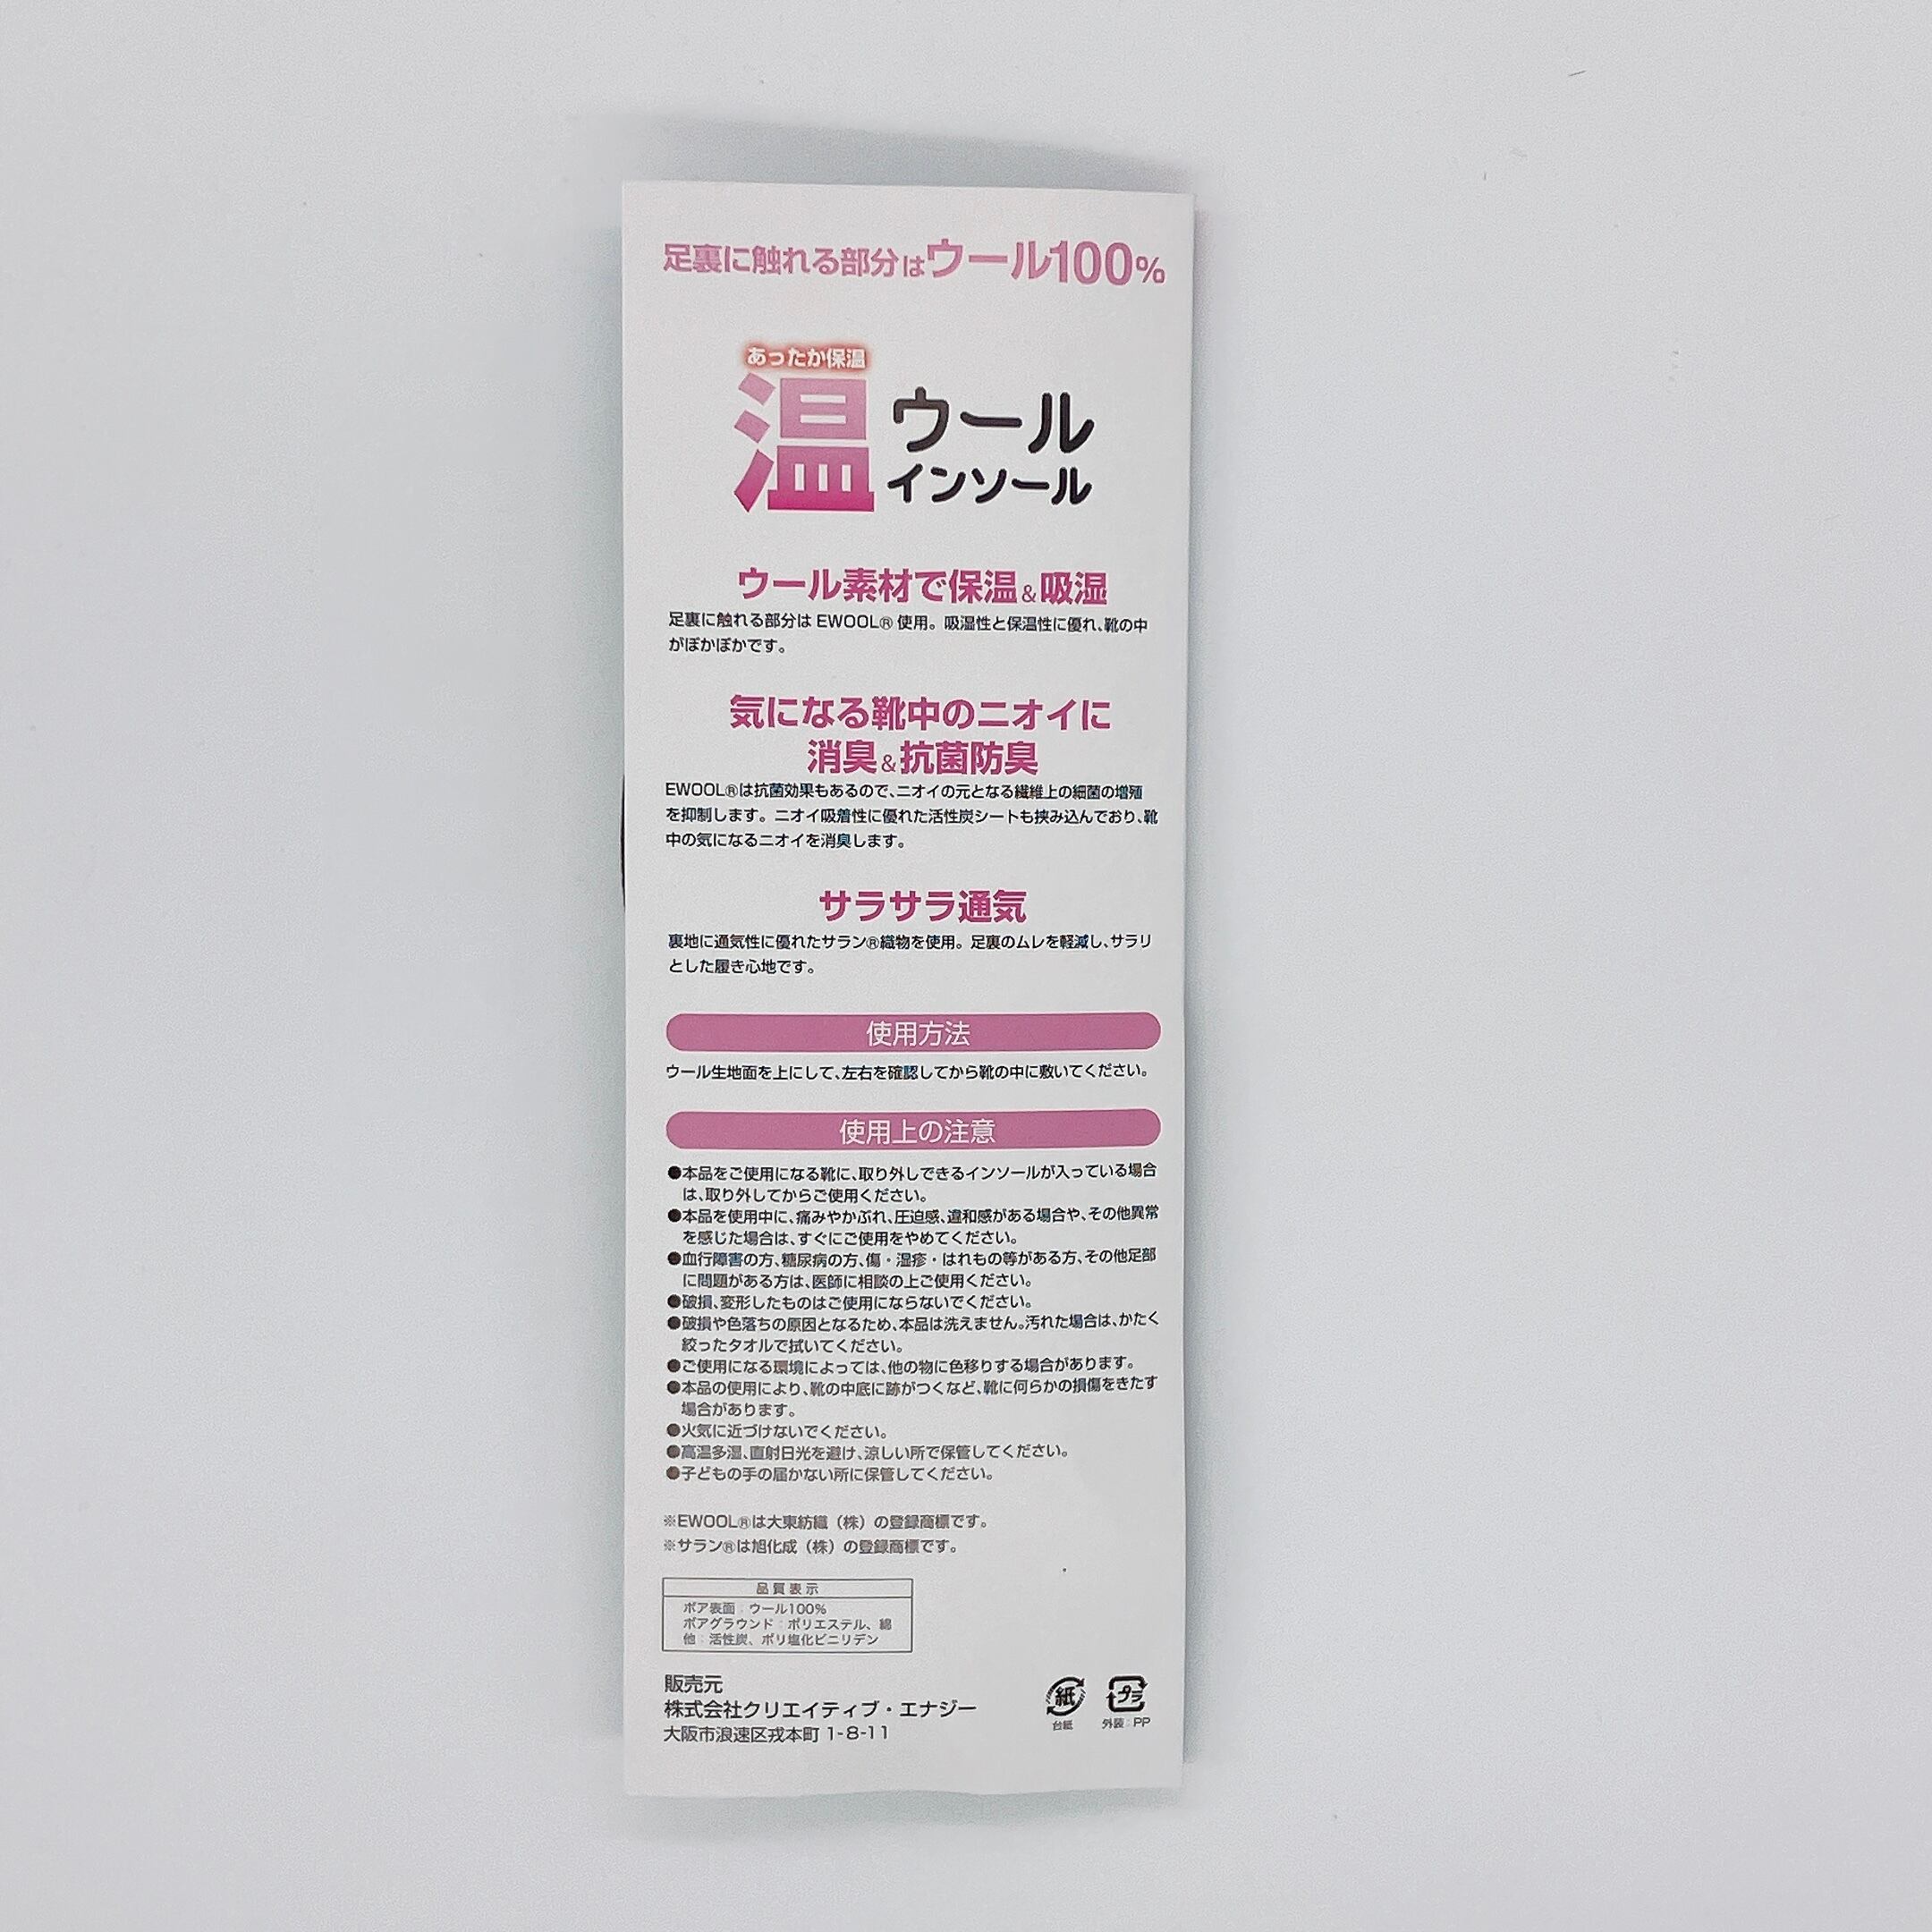 足裏に触れる部分はウール100%
あったか保温
温
ウール
インソール
ウール素材で保温&吸湿
足裏に触れる部分は EWOOL® 使用。吸湿性と保温性に優れ、靴の中
がぽかぽかです。
気になる靴中のニオイに
消臭&抗菌防臭
EWOOL®は抗菌効果もあるので、ニオイの元となる繊維上の細菌の増殖
を抑制します。ニオイ吸着性に優れた活性炭シートも挟み込んでおり、靴
中の気になるニオイを消臭します。
サラサラ通気
裏地に通気性に優れたサラン®織物を使用。足裏のムレを軽減し、サラリ
とした履き心地です。
使用方法
ウール生地面を上にして、左右を確認してから靴の中に敷いてください。
使用上の注意
●本品をご使用になる靴に、取り外しできるインソールが入っている場合
は、取り外してからご使用ください。
●本品を使用中に、痛みやかぶれ、圧迫感、違和感がある場合や、その他異常
を感じた場合は、すぐにご使用をやめてください。
●血行障害の方、糖尿病の方、傷・湿疹・はれもの等がある方、その他足部
に問題がある方は、医師に相談の上ご使用ください。
●破損、変形したものはご使用にならないでください。
●破損や色落ちの原因となるため、本品は洗えません。汚れた場合は、かたく
絞ったタオルで拭いてください。
●ご使用になる環境によっては、他の物に色移りする場合があります。
●本品の使用により、靴の中底に跡がつくなど、靴に何らかの損傷をきたす
場合があります。
●火気に近づけないでください。
●高温多湿、直射日光を避け、涼しい所で保管してください。
●子どもの手の届かない所に保管してください。
※EWOOL®は大東紡織（株）の登録商標です。
※サラン®は旭化成（株）の登録商標です。
品質表示
ボア表面：ウール100%
ボアグラウンド：ポリエステル、綿
他：活性炭、ポリ塩化ビニリデン
販売元
株式会社クリエイティブ・エナジー
大阪市浪速区戎本町 1-8-11
紙
台紙
プラ
外装：PP